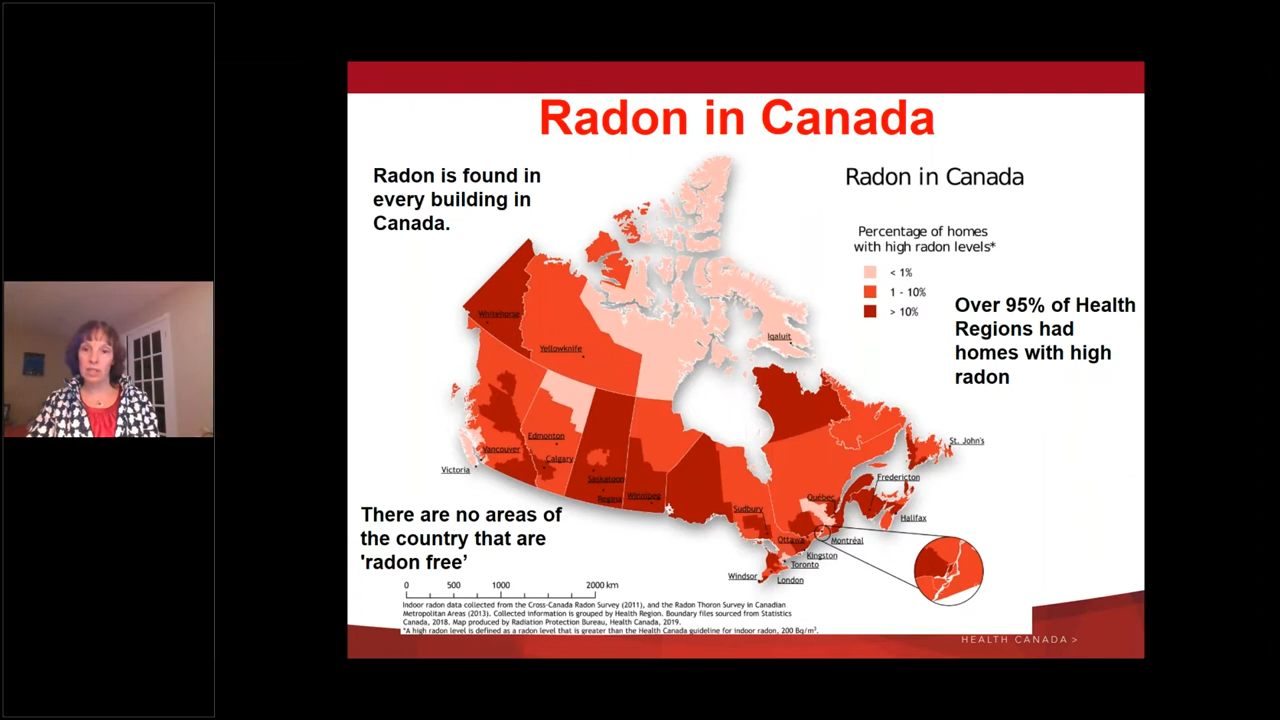 Radon in Canada
Radon is found in
every building in
Canada.
Radon in Canada
Percentage of homes
with high radon levels*
< 1%
1 - 10%
> 10%
Over 95% of Health
Regions had
homes with high
radon
Whitehorse
Yellowknife
Iqaluit
Edmonton
Calgary
Vancouver
Victoria
Saskatoon
Regina
Winnipeg
St. John's
Fredericton
Québec
Halifax
Sudbury
Ottawa
Montréal
Kingston
Toronto
Windsor
London
There are no areas of
the country that are
'radon free’
0 500 1000 2000 km
Indoor radon data collected from the Cross-Canada Radon Survey (2011), and the Radon Thoron Survey in Canadian
Metropolitan Areas (2013). Collected information is grouped by Health Region. Boundary files sourced from Statistics
Canada, 2018. Map produced by Radiation Protection Bureau, Health Canada, 2019.
*A high radon level is defined as a radon level that is greater than the Health Canada guideline for indoor radon, 200 Bq/m³.
HEALTH CANADA >